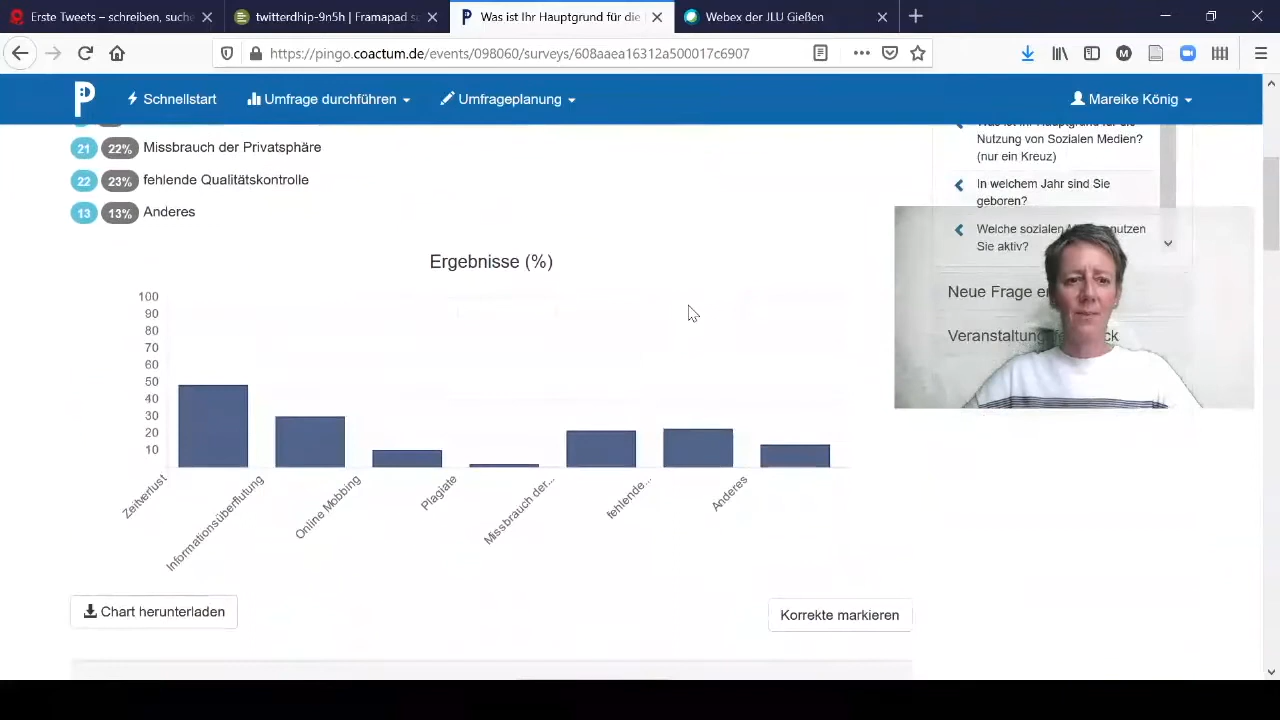 Erste Tweets – schreiben, suche
twitterdhip-9n5h | Framapad s
Was ist Ihr Hauptgrund für die
Webex der JLU Gießen
https://pingo.coactum.de/events/098060/surveys/608aaea16312a500017c6907
Schnellstart
Umfrage durchführen
Umfrageplanung
Mareike König
21 22% Missbrauch der Privatsphäre
22 23% fehlende Qualitätskontrolle
13 13% Anderes
Nutzung von Sozialen Medien?
(nur ein Kreuz)
In welchem Jahr sind Sie
geboren?
Welche sozialen nutzen
Sie aktiv?
Neue Frage
Ergebnisse (%)
100
90
80
70
60
50
40
30
20
10
Zeitverlust
Informationsüberflutung
Online Mobbing
Plagiate
Missbrauch der...
fehlende...
Anderes
Chart herunterladen
Korrekte markieren